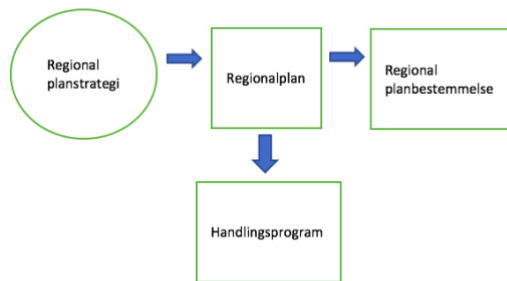 Regional
planstrategi
Regionalplan
Regional
planbestemmelse
Handlingsprogram